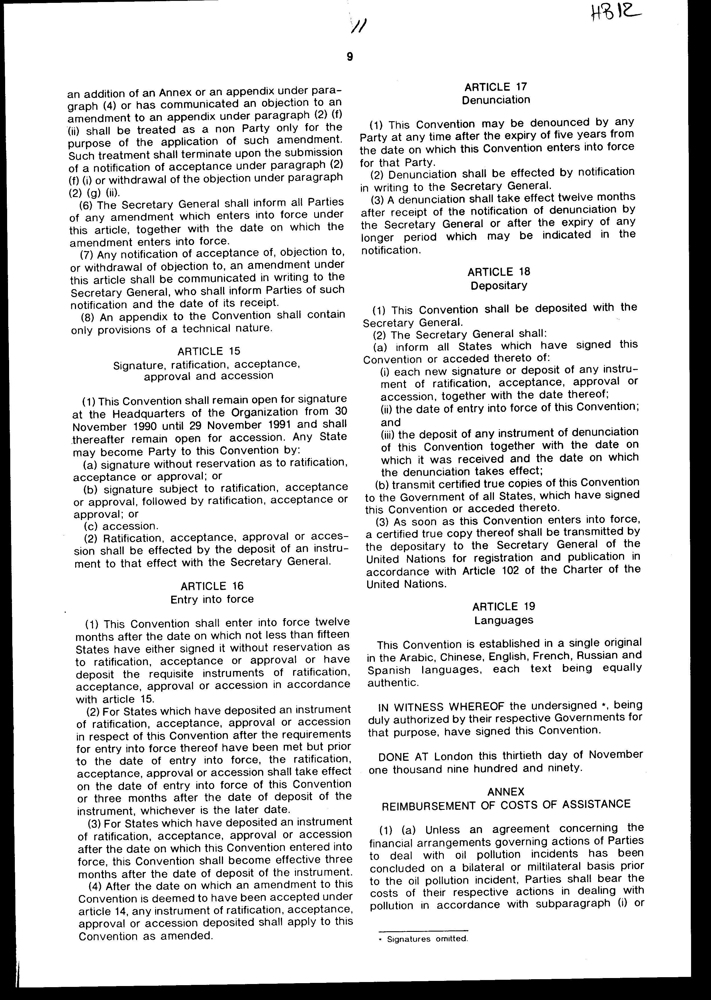 HB12
11
9
an addition of an Annex or an appendix under para-
graph (4) or has communicated an objection to an
amendment to an appendix under paragraph (2) (f)
(ii) shall be treated as a non Party only for the
purpose of the application of such amendment.
Such treatment shall terminate upon the submission
of a notification of acceptance under paragraph (2)
(f) (i) or withdrawal of the objection under paragraph
(2) (g) (ii).
(6) The Secretary General shall inform all Parties
of any amendment which enters into force under
this article, together with the date on which the
amendment enters into force.
(7) Any notification of acceptance of, objection to,
or withdrawal of objection to, an amendment under
this article shall be communicated in writing to the
Secretary General, who shall inform Parties of such
notification and the date of its receipt.
(8) An appendix to the Convention shall contain
only provisions of a technical nature.
ARTICLE 15
Signature, ratification, acceptance,
approval and accession
(1) This Convention shall remain open for signature
at the Headquarters of the Organization from 30
November 1990 until 29 November 1991 and shall
thereafter remain open for accession. Any State
may become Party to this Convention by:
(a) signature without reservation as to ratification,
acceptance or approval; or
(b) signature subject to ratification, acceptance
or approval, followed by ratification, acceptance or
approval; or
(c) accession.
(2) Ratification, acceptance, approval or acces-
sion shall be effected by the deposit of an instru-
ment to that effect with the Secretary General.
ARTICLE 16
Entry into force
(1) This Convention shall enter into force twelve
months after the date on which not less than fifteen
States have either signed it without reservation as
to ratification, acceptance or approval or have
deposit the requisite instruments of ratification,
acceptance, approval or accession in accordance
with article 15.
(2) For States which have deposited an instrument
of ratification, acceptance, approval or accession
in respect of this Convention after the requirements
for entry into force thereof have been met but prior
to the date of entry into force, the ratification,
acceptance, approval or accession shall take effect
on the date of entry into force of this Convention
or three months after the date of deposit of the
instrument, whichever is the later date.
(3) For States which have deposited an instrument
of ratification, acceptance, approval or accession
after the date on which this Convention entered into
force, this Convention shall become effective three
months after the date of deposit of the instrument.
(4) After the date on which an amendment to this
Convention is deemed to have been accepted under
article 14, any instrument of ratification, acceptance,
approval or accession deposited shall apply to this
Convention as amended.
ARTICLE 17
Denunciation
(1) This Convention may be denounced by any
Party at any time after the expiry of five years from
the date on which this Convention enters into force
for that Party.
(2) Denunciation shall be effected by notification
in writing to the Secretary General.
(3) A denunciation shall take effect twelve months
after receipt of the notification of denunciation by
the Secretary General or after the expiry of any
longer period which may be indicated in the
notification.
ARTICLE 18
Depositary
(1) This Convention shall be deposited with the
Secretary General.
(2) The Secretary General shall:
(a) inform all States which have signed this
Convention or acceded thereto of:
(i) each new signature or deposit of any instru-
ment of ratification, acceptance, approval or
accession, together with the date thereof;
(ii) the date of entry into force of this Convention;
and
(iii) the deposit of any instrument of denunciation
of this Convention together with the date on
which it was received and the date on which
the denunciation takes effect;
(b) transmit certified true copies of this Convention
to the Government of all States, which have signed
this Convention or acceded thereto.
(3) As soon as this Convention enters into force,
a certified true copy thereof shall be transmitted by
the depositary to the Secretary General of the
United Nations for registration and publication in
accordance with Article 102 of the Charter of the
United Nations.
ARTICLE 19
Languages
This Convention is established in a single original
in the Arabic, Chinese, English, French, Russian and
Spanish languages, each text being equally
authentic.
IN WITNESS WHEREOF the undersigned *, being
duly authorized by their respective Governments for
that purpose, have signed this Convention.
DONE AT London this thirtieth day of November
one thousand nine hundred and ninety.
ANNEX
REIMBURSEMENT OF COSTS OF ASSISTANCE
(1) (a) Unless an agreement concerning the
financial arrangements governing actions of Parties
to deal with oil pollution incidents has been
concluded on a bilateral or miltilateral basis prior
to the oil pollution incident, Parties shall bear the
costs of their respective actions in dealing with
pollution in accordance with subparagraph (i) or
* Signatures omitted.